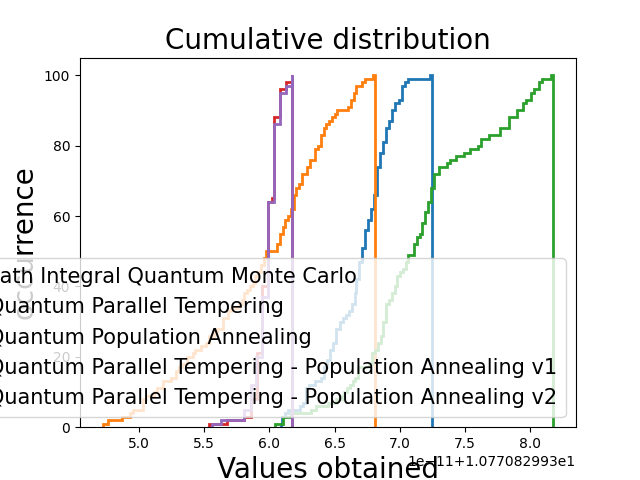 Cumulative distribution
100
80
60
40
20
0
occurrence
ath Integral Quantum Monte Carlo
Quantum Parallel Tempering
Quantum Population Annealing
Quantum Parallel Tempering - Population Annealing v1
Quantum Parallel Tempering - Population Annealing v2
5.0 5.5 6.0 6.5 7.0 7.5 8.0
1e−11+1.077082993e1
Values obtained